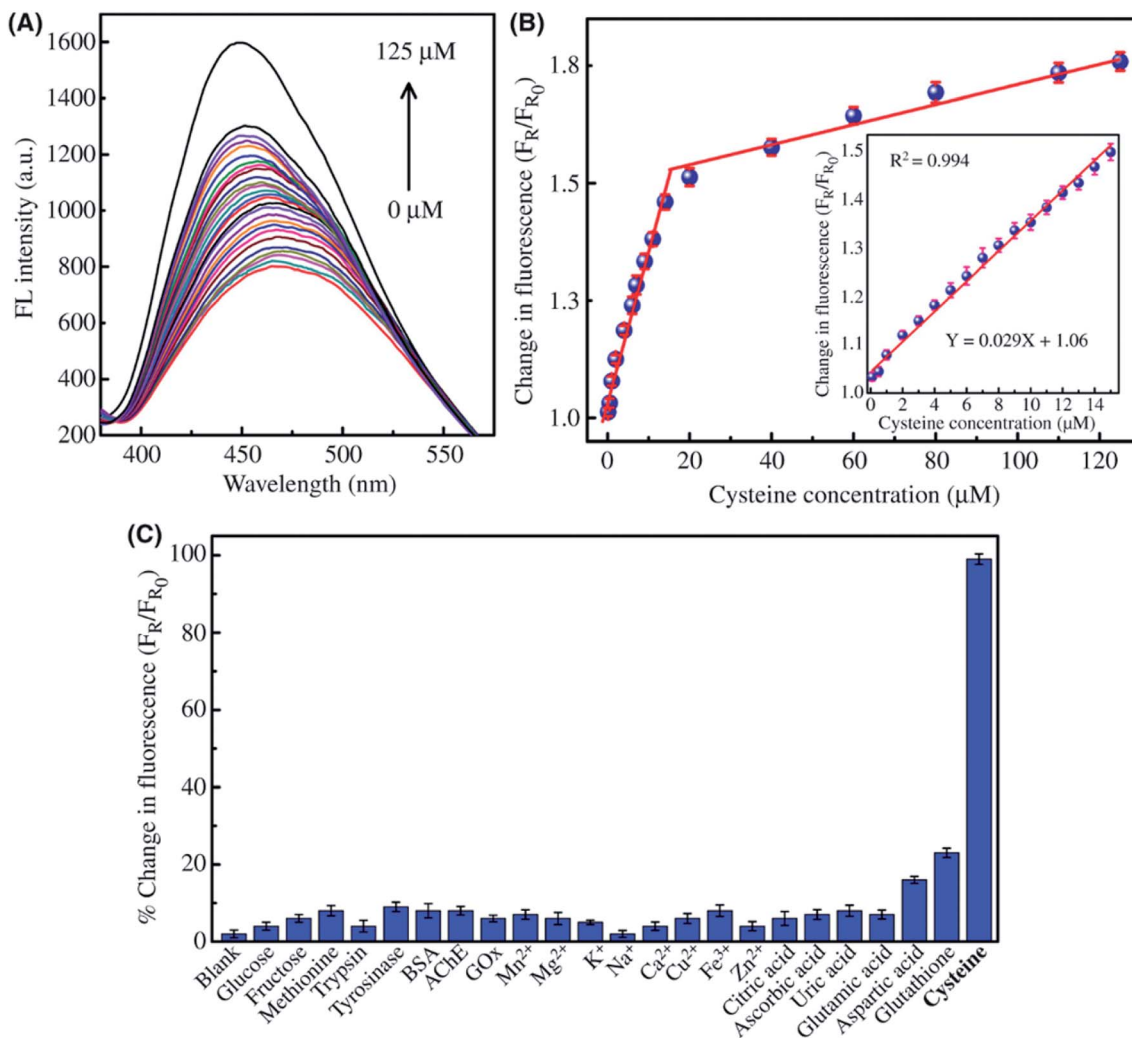 (A)
1600
1400
1200
1000
800
600
400
200
FL intensity (a.u.)
125 μM
0 μM
400 450 500 550
Wavelength (nm)
(B)
1.8
1.5
1.3
1.0
Change in fluorescence (F_R/F_R0)
0 20 40 60 80 100 120
Cysteine concentration (μM)
1.5
1.4
1.3
1.2
1.1
1.0
Change in fluorescence (F_R/F_R0)
R² = 0.994
Y = 0.029X + 1.06
0 2 4 6 8 10 12 14
Cysteine concentration (μM)
(C)
100
80
60
40
20
0
% Change in fluorescence (F_R/F_R0)
Blank
Glucose
Fructose
Methionine
Trypsin
Tyrosinase
BSA
AChE
GOx
Mn²⁺
Mg²⁺
K⁺
Na⁺
Ca²⁺
Cu²⁺
Fe³⁺
Zn²⁺
Citric acid
Ascorbic acid
Uric acid
Glutamic acid
Aspartic acid
Glutathione
Cysteine